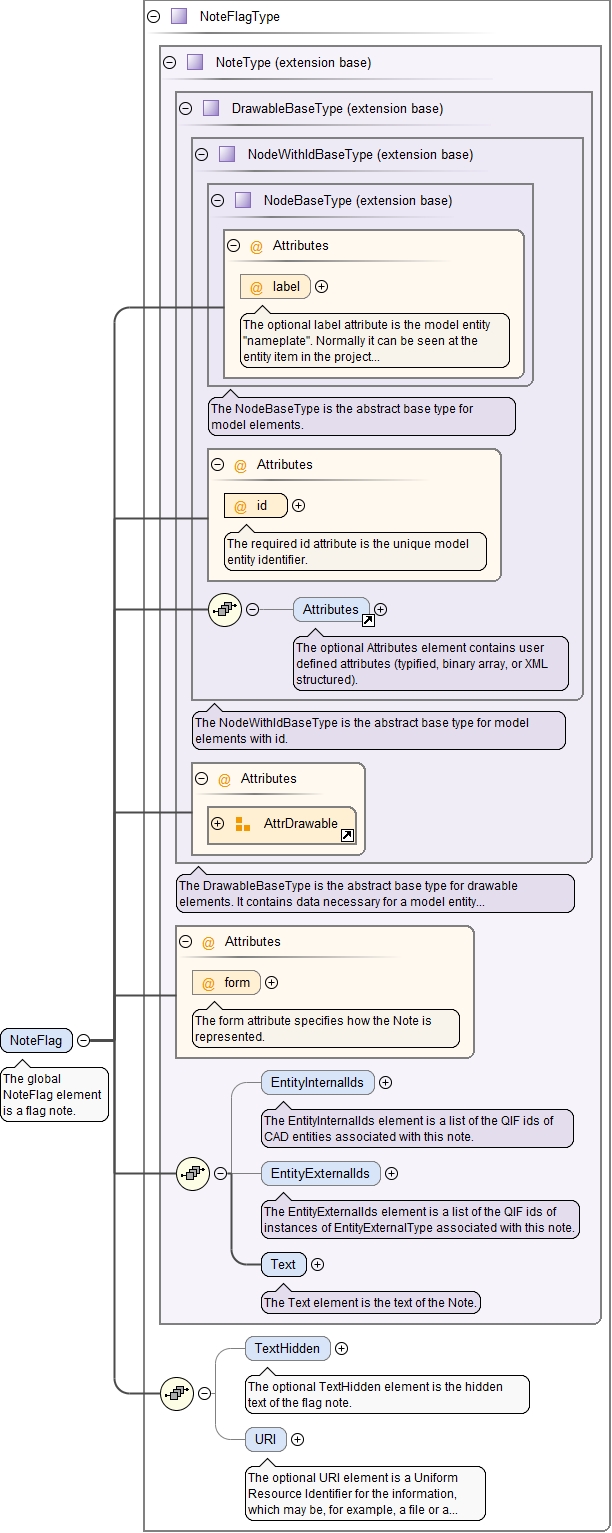 NoteFlagType
NoteType (extension base)
DrawableBaseType (extension base)
NodeWithIdBaseType (extension base)
NodeBaseType (extension base)
@ Attributes
@ label
The optional label attribute is the model entity
"nameplate". Normally it can be seen at the
entity item in the project...
The NodeBaseType is the abstract base type for
model elements.
@ Attributes
@ id
The required id attribute is the unique model
entity identifier.
Attributes
The optional Attributes element contains user
defined attributes (typified, binary array, or XML
structured).
The NodeWithIdBaseType is the abstract base type for model
elements with id.
@ Attributes
AttrDrawable
The DrawableBaseType is the abstract base type for drawable
elements. It contains data necessary for a model entity...
@ Attributes
@ form
The form attribute specifies how the Note is
represented.
NoteFlag
The global
NoteFlag element
is a flag note.
EntityInternalIds
The EntityInternalIds element is a list of the QIF ids of
CAD entities associated with this note.
EntityExternalIds
The EntityExternalIds element is a list of the QIF ids of
instances of EntityExternalType associated with this note.
Text
The Text element is the text of the Note.
TextHidden
The optional TextHidden element is the hidden
text of the flag note.
URI
The optional URI element is a Uniform
Resource Identifier for the information,
which may be, for example, a file or a...